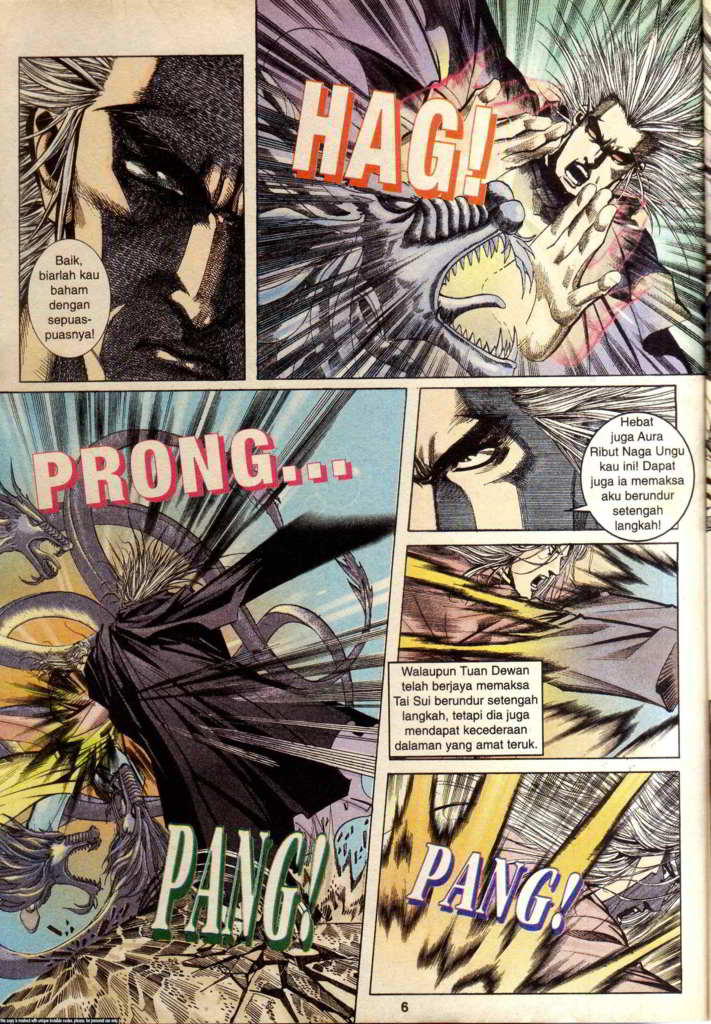 Baik,
biarlah kau
baham
dengan
sepuas-
puasnya!
HAG!
PRONG...
PANG!
Hebat
juga Aura
Ribut Naga Ungu
kau ini! Dapat
juga ia memaksa
aku berundur
setengah
langkah!
Walaupun Tuan Dewan
telah berjaya memaksa
Tai Sui berundur setengah
langkah, tetapi dia juga
mendapat kecederaan
dalaman yang amat teruk.
PANG!
6